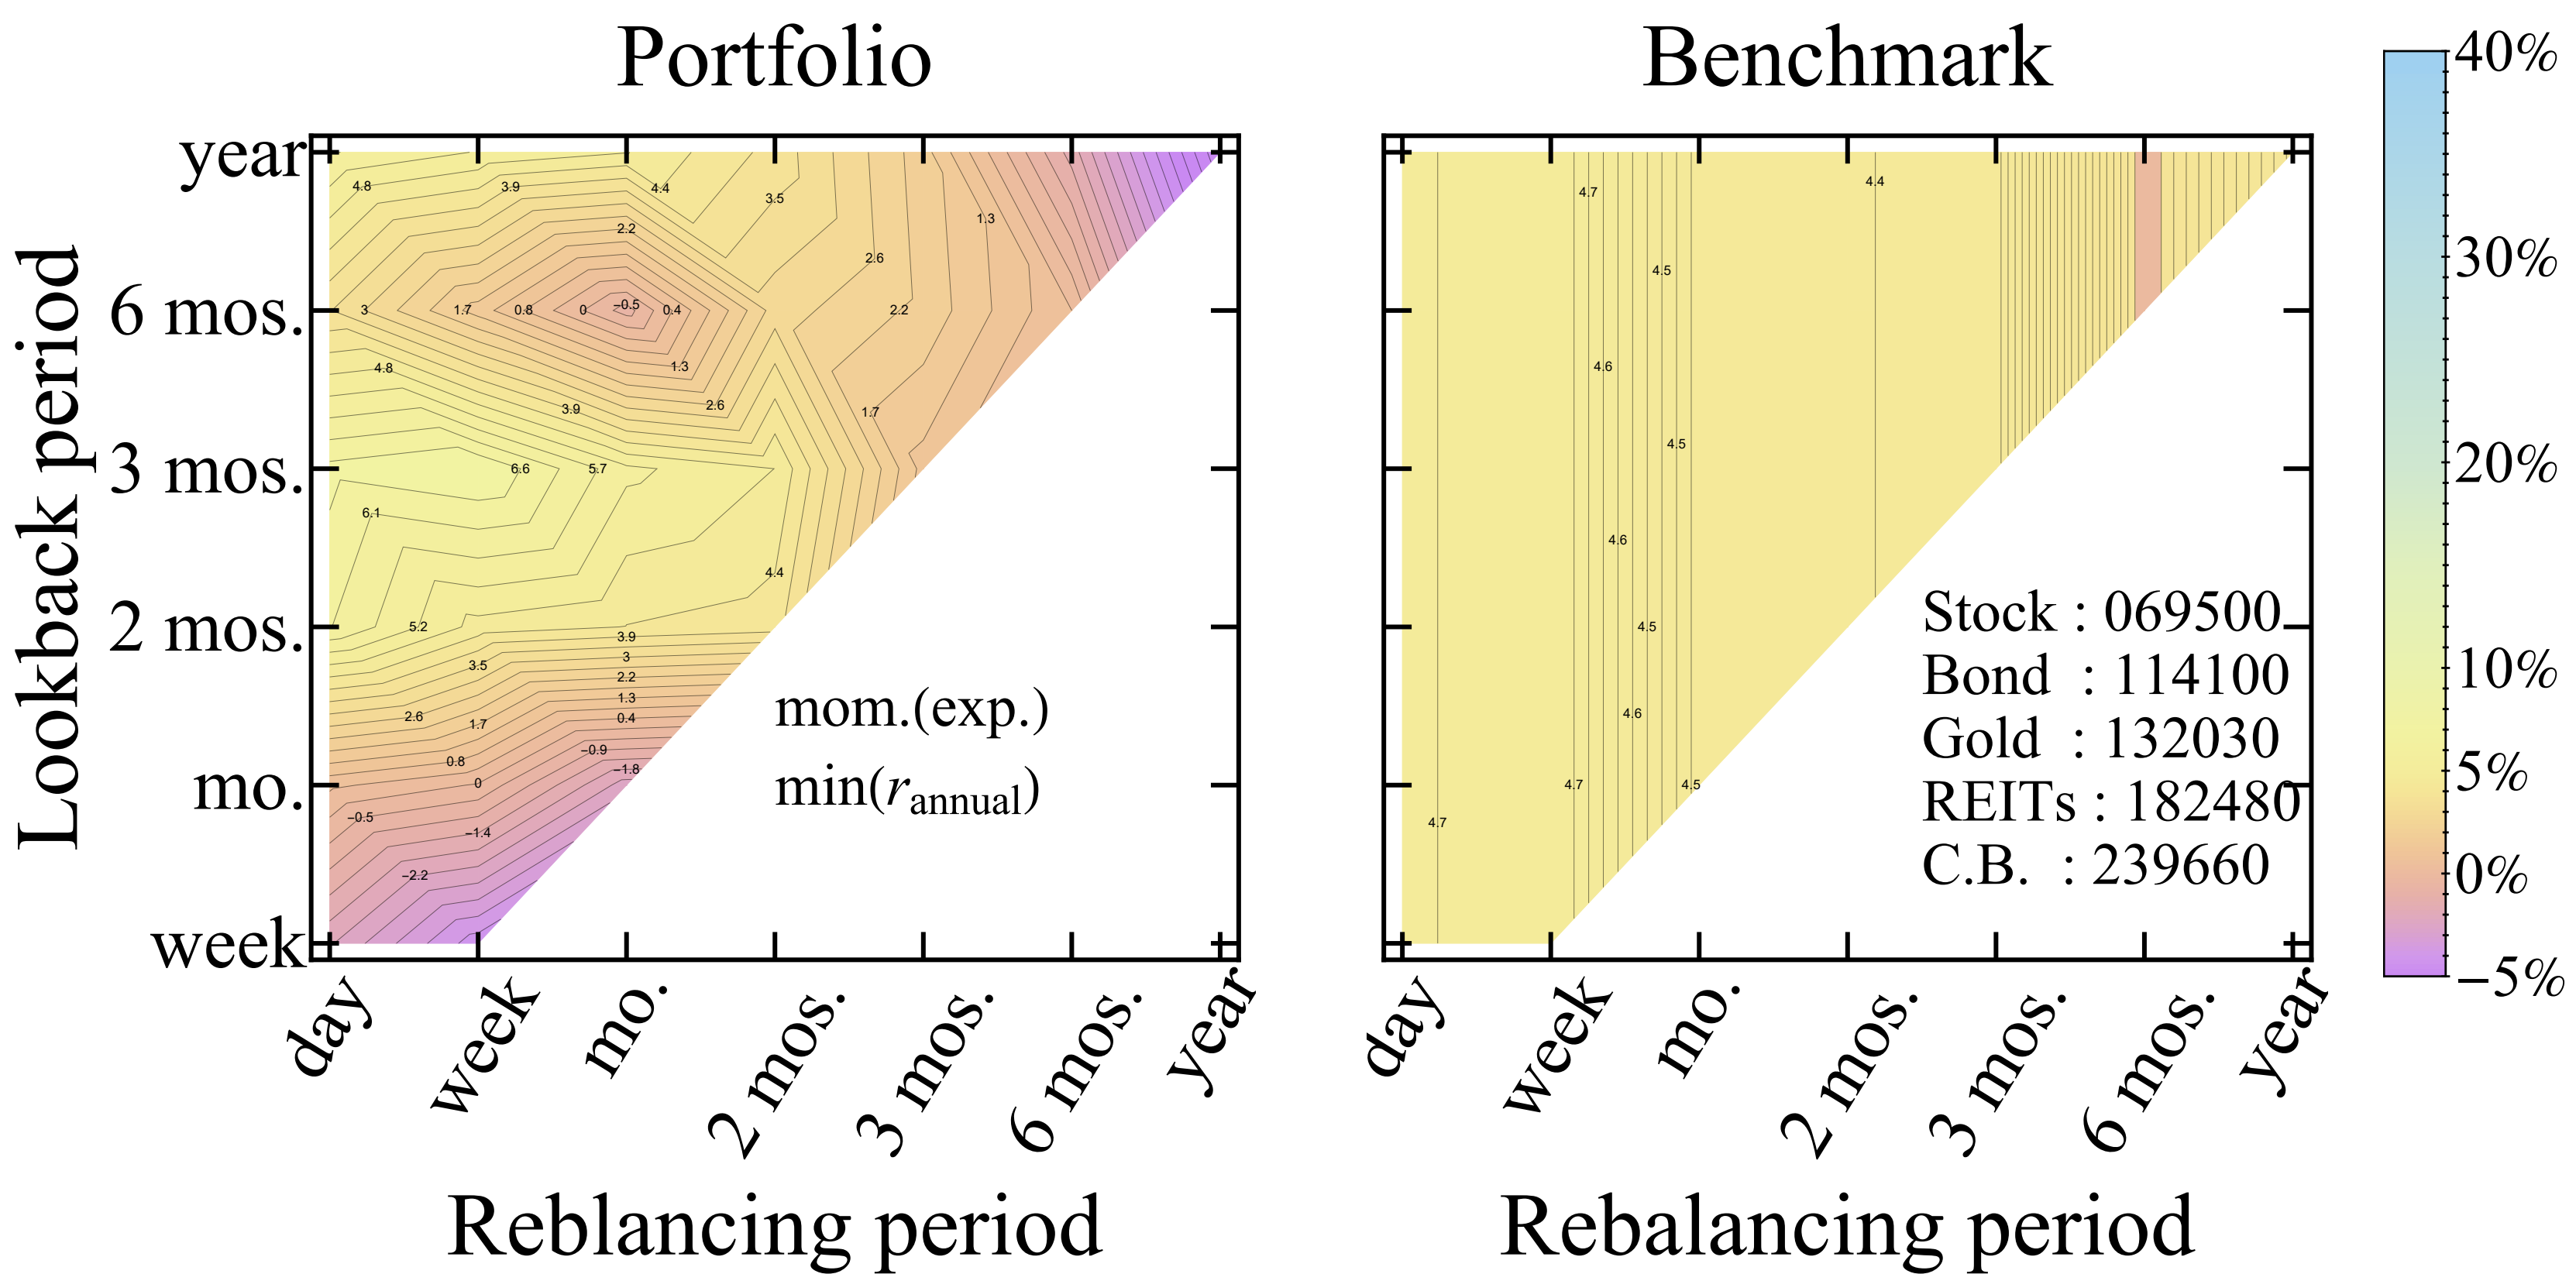 Portfolio
Benchmark
Lookback period
year
6 mos.
3 mos.
2 mos.
mo.
week
4.8
3.9
4.4
3.5
2.2
1.3
2.6
3
1.7
0.8
0
−0.5
0.4
2.2
1.3
4.8
3.9
2.6
1.7
6.6
5.7
6.1
4.4
5.2
3.9
3.5
3
2.2
1.3
2.6
1.7
0.4
−0.9
0.8
−1.8
0
−0.5
−1.4
−2.2
mom.(exp.)
min(rannual)
day
week
mo.
2 mos.
3 mos.
6 mos.
year
Reblancing period
4.7
4.4
4.5
4.6
4.5
4.6
4.5
4.6
4.7
4.5
4.7
Stock : 069500
Bond : 114100
Gold : 132030
REITs : 182480
C.B. : 239660
day
week
mo.
2 mos.
3 mos.
6 mos.
year
Rebalancing period
40%
30%
20%
10%
5%
0%
−5%